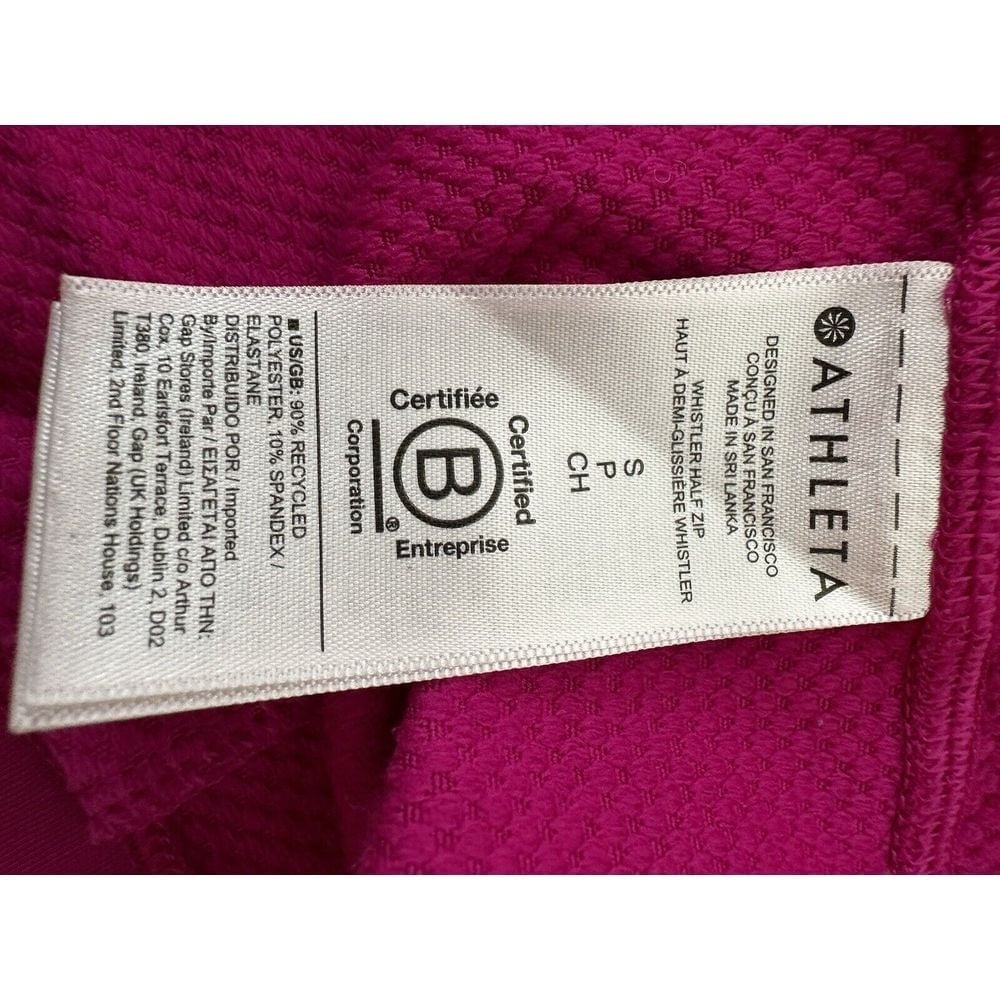 ATHLETA
DESIGNED IN SAN FRANCISCO
CONÇU À SAN FRANCISCO
MADE IN SRI LANKA
WHISTLER HALF ZIP
HAUT À DEMI-GLISSIÈRE WHISTLER
S
P
CH
Certified
Certifiée
B
®
Entreprise
Corporation
■ US/GB: 90% RECYCLED
POLYESTER, 10% SPANDEX /
ELASTANE
DISTRIBUIDO POR / Imported
By/Importe Par / ΕΙΣΑΓΕΤΑΙ ΑΠΟ ΤΗΝ:
Gap Stores (Ireland) Limited c/o Arthur
Cox, 10 Earlsfort Terrace, Dublin 2, D02
T380, Ireland, Gap (UK Holdings)
Limited, 2nd Floor Nations House, 103